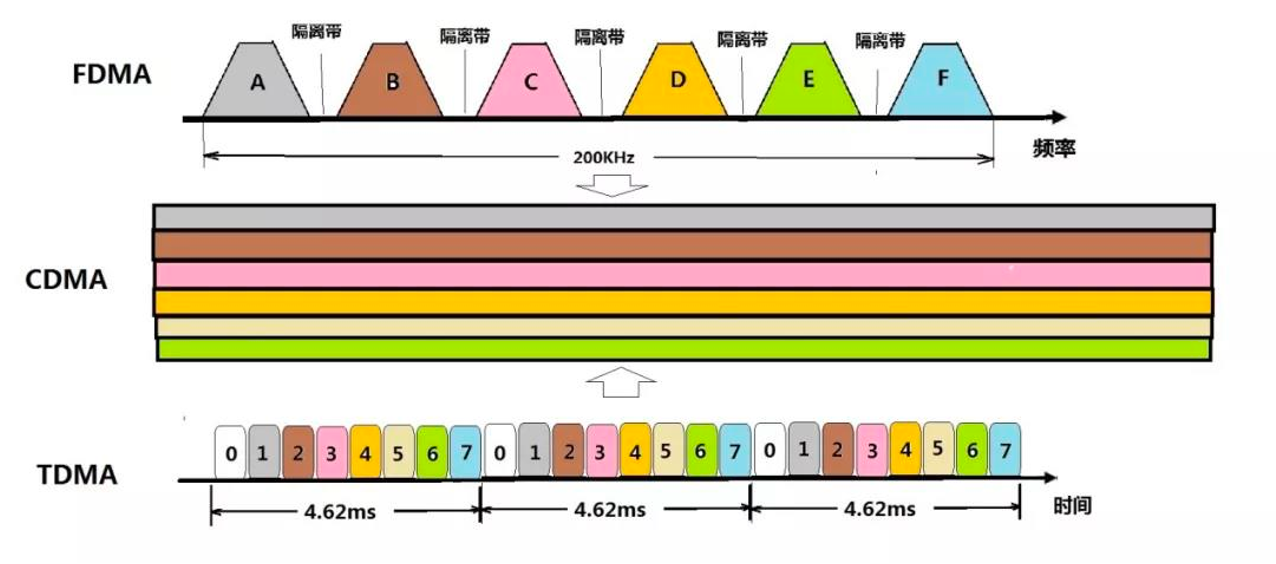 隔离带 隔离带 隔离带 隔离带 隔离带
FDMA A B C D E F
200KHz 频率
CDMA
0 1 2 3 4 5 6 7 0 1 2 3 4 5 6 7 0 1 2 3 4 5 6 7
TDMA
4.62ms 4.62ms 4.62ms 时间